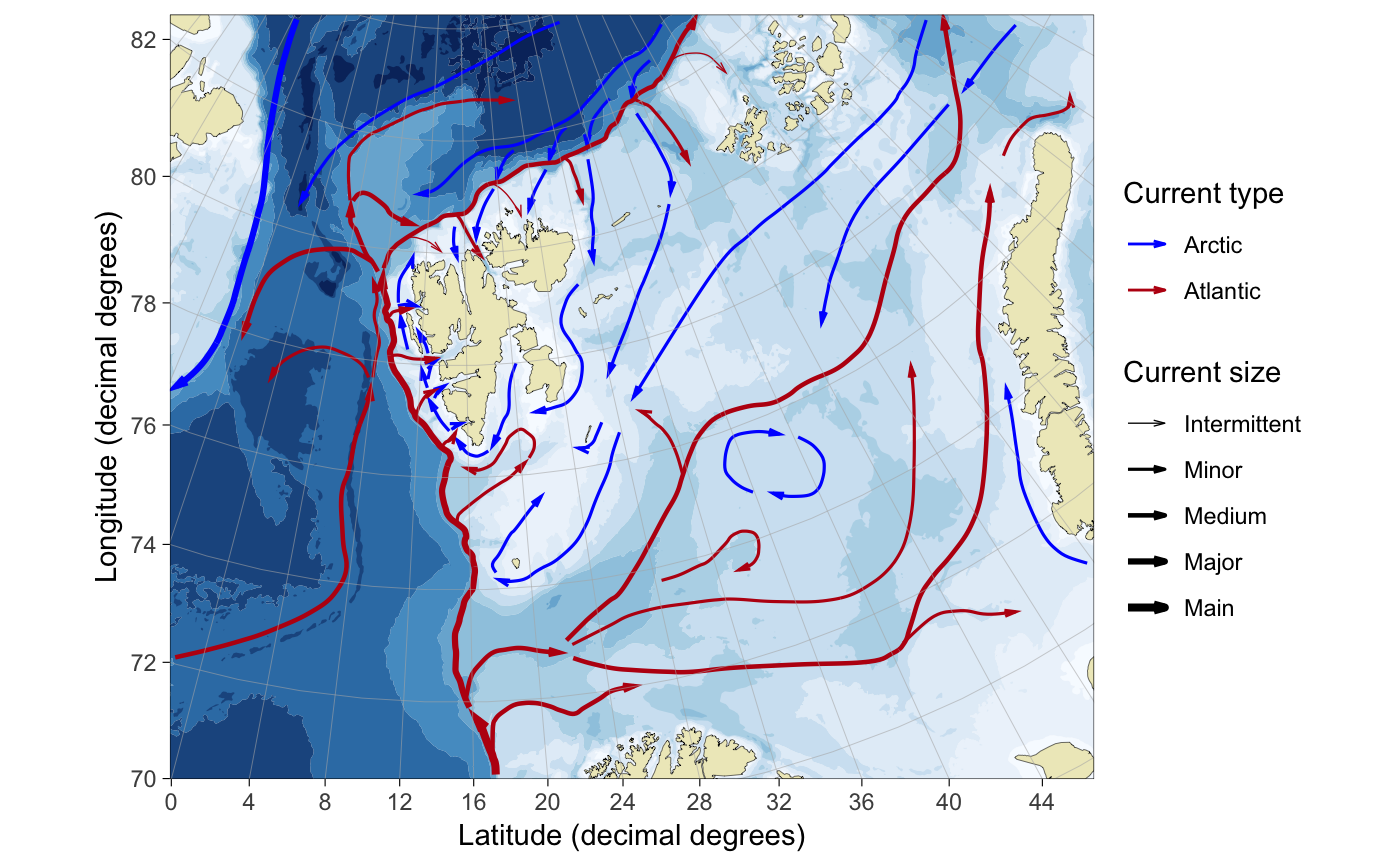 82
80
78
76
74
72
70
Longitude (decimal degrees)
0 4 8 12 16 20 24 28 32 36 40 44
Latitude (decimal degrees)
Current type
Arctic
Atlantic
Current size
Intermittent
Minor
Medium
Major
Main